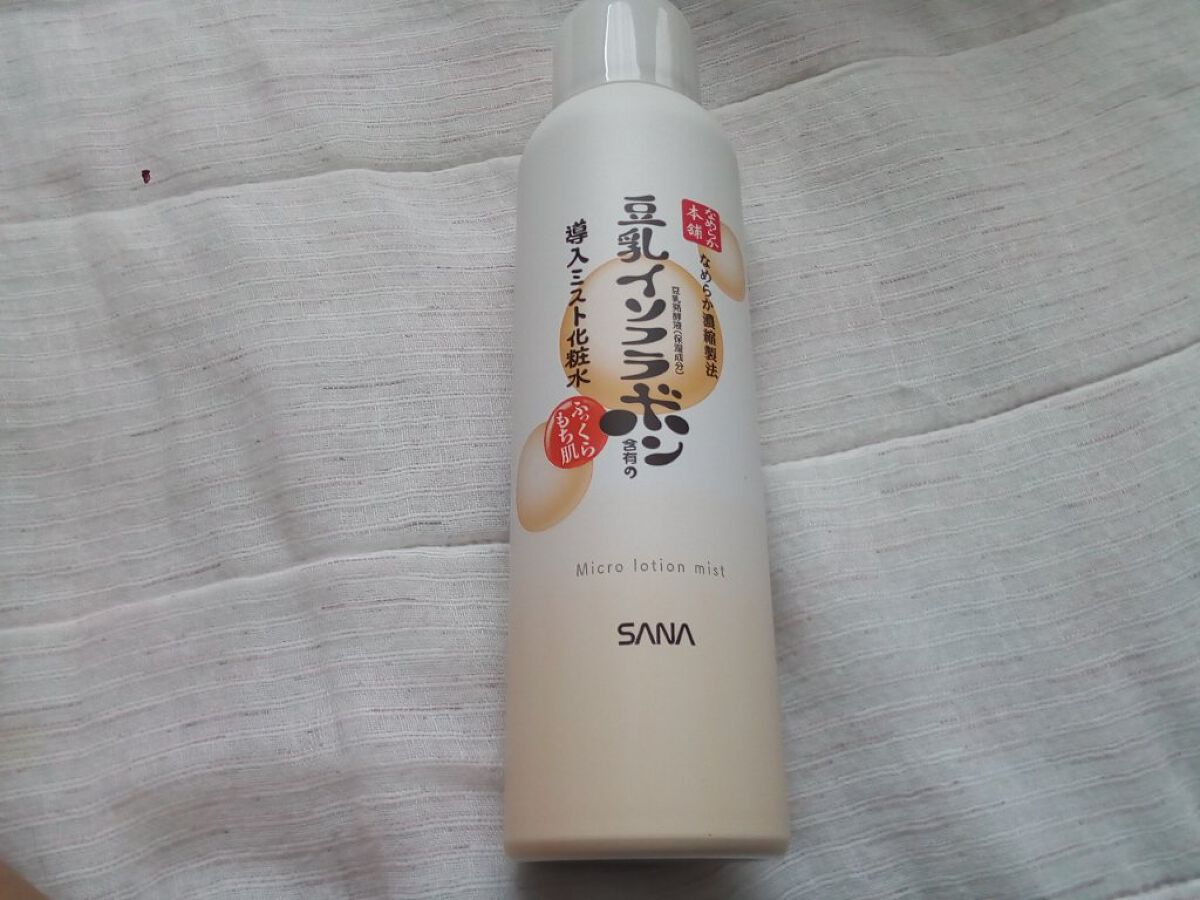 なめらか
本舗
なめらか濃縮製法
豆乳発酵液(保湿成分)
豆乳イソフラボン
含有の
導入ミスト化粧水
ふっくら
もち肌
Micro lotion mist
SANA